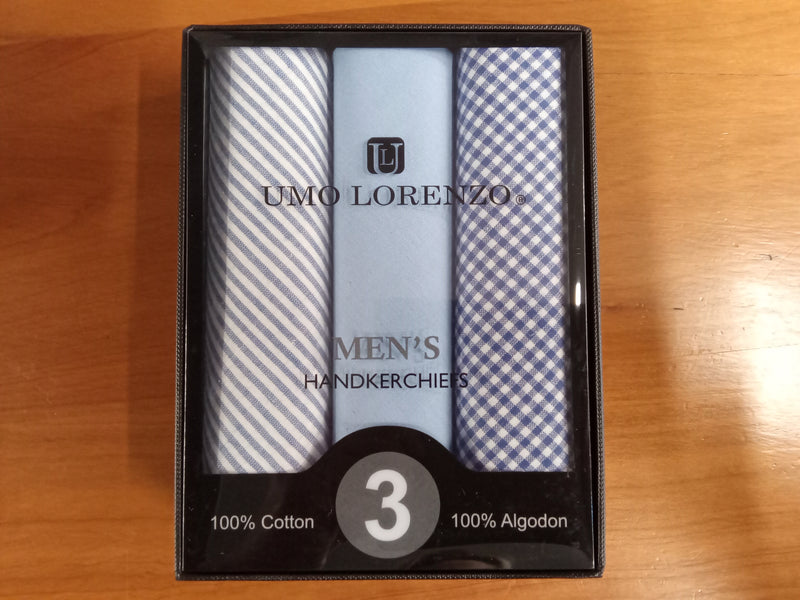 UL
UMO LORENZO®
MEN'S
HANDKERCHIEFS
3
100% Cotton
100% Algodon